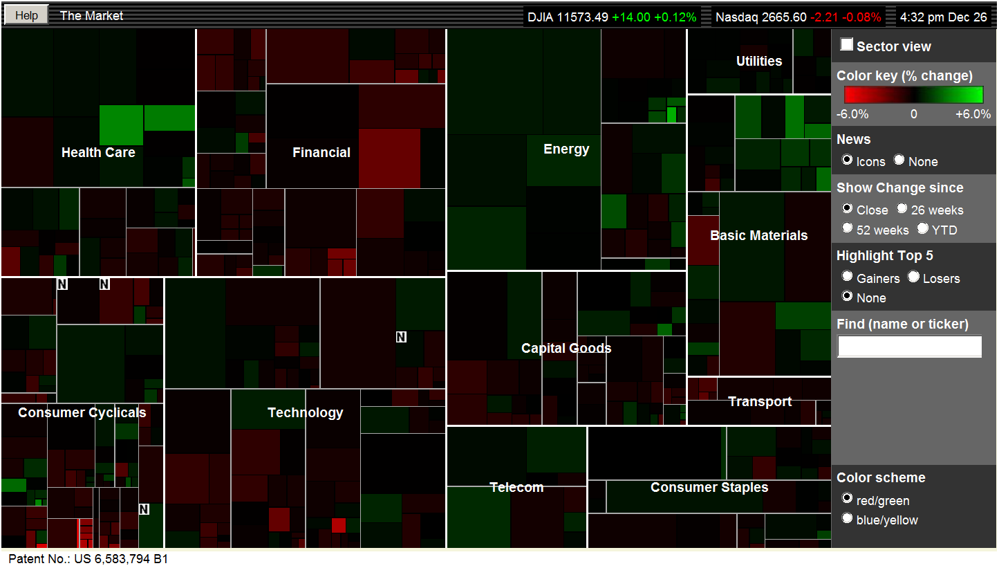 Help The Market DJIA 11573.49 +14.00 +0.12% Nasdaq 2665.60 -2.21 -0.08% 4:32 pm Dec 26
Sector view
Color key (% change)
-6.0% 0 +6.0%
News
Icons None
Show Change since
Close 26 weeks
52 weeks YTD
Highlight Top 5
Gainers Losers
None
Find (name or ticker)
Color scheme
red/green
blue/yellow
Health Care
Financial
Energy
Utilities
Basic Materials
N N
N
Capital Goods
Transport
Consumer Cyclicals
Technology
Telecom
Consumer Staples
N
Patent No.: US 6,583,794 B1